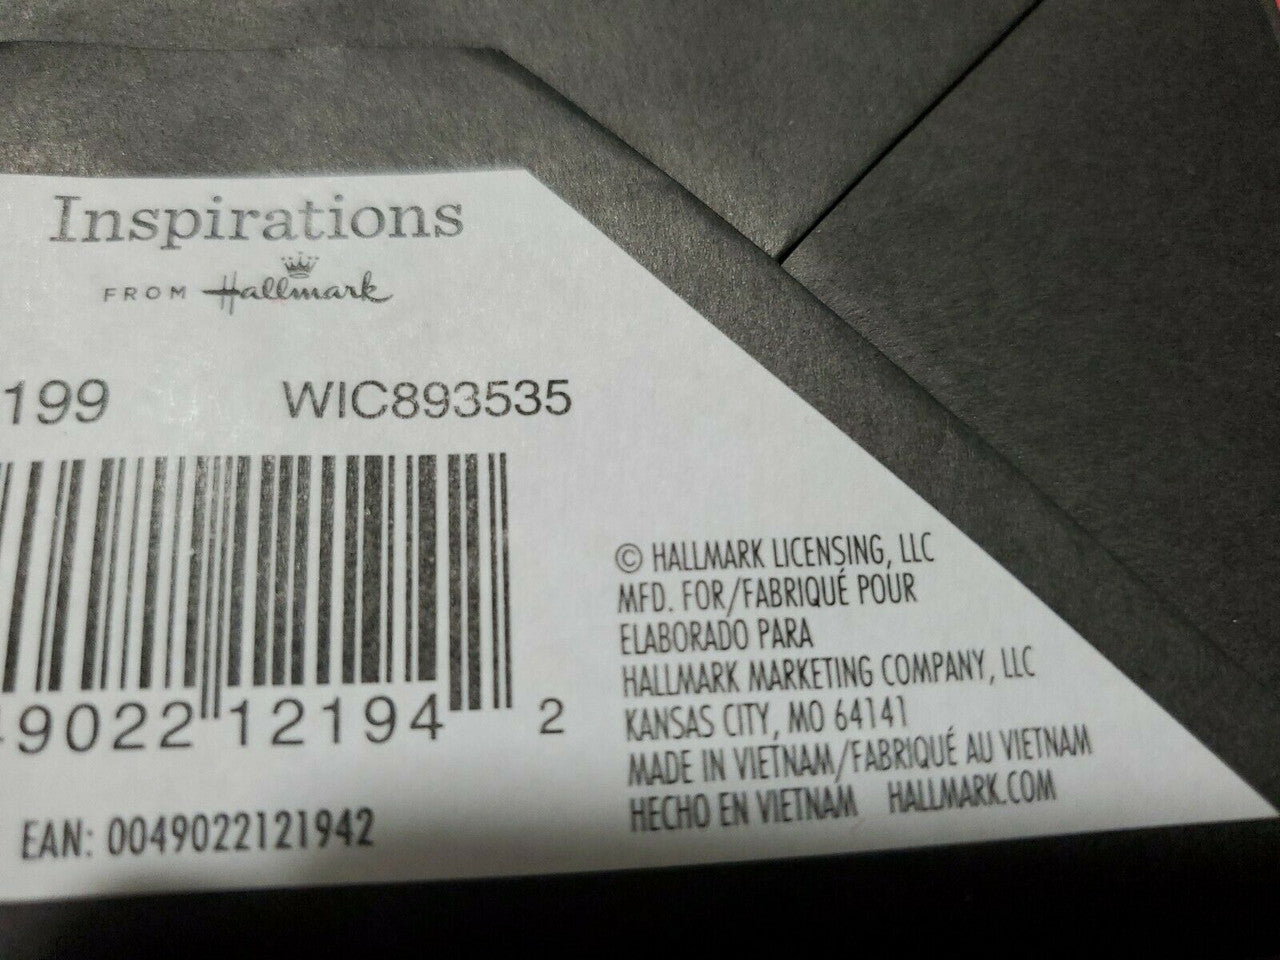 Inspirations
FROM Hallmark
199 WIC893535
49022 12194 2
EAN: 0049022121942
© HALLMARK LICENSING, LLC
MFD. FOR/FABRIQUÉ POUR
ELABORADO PARA
HALLMARK MARKETING COMPANY, LLC
KANSAS CITY, MO 64141
MADE IN VIETNAM/FABRIQUÉ AU VIETNAM
HECHO EN VIETNAM HALLMARK.COM